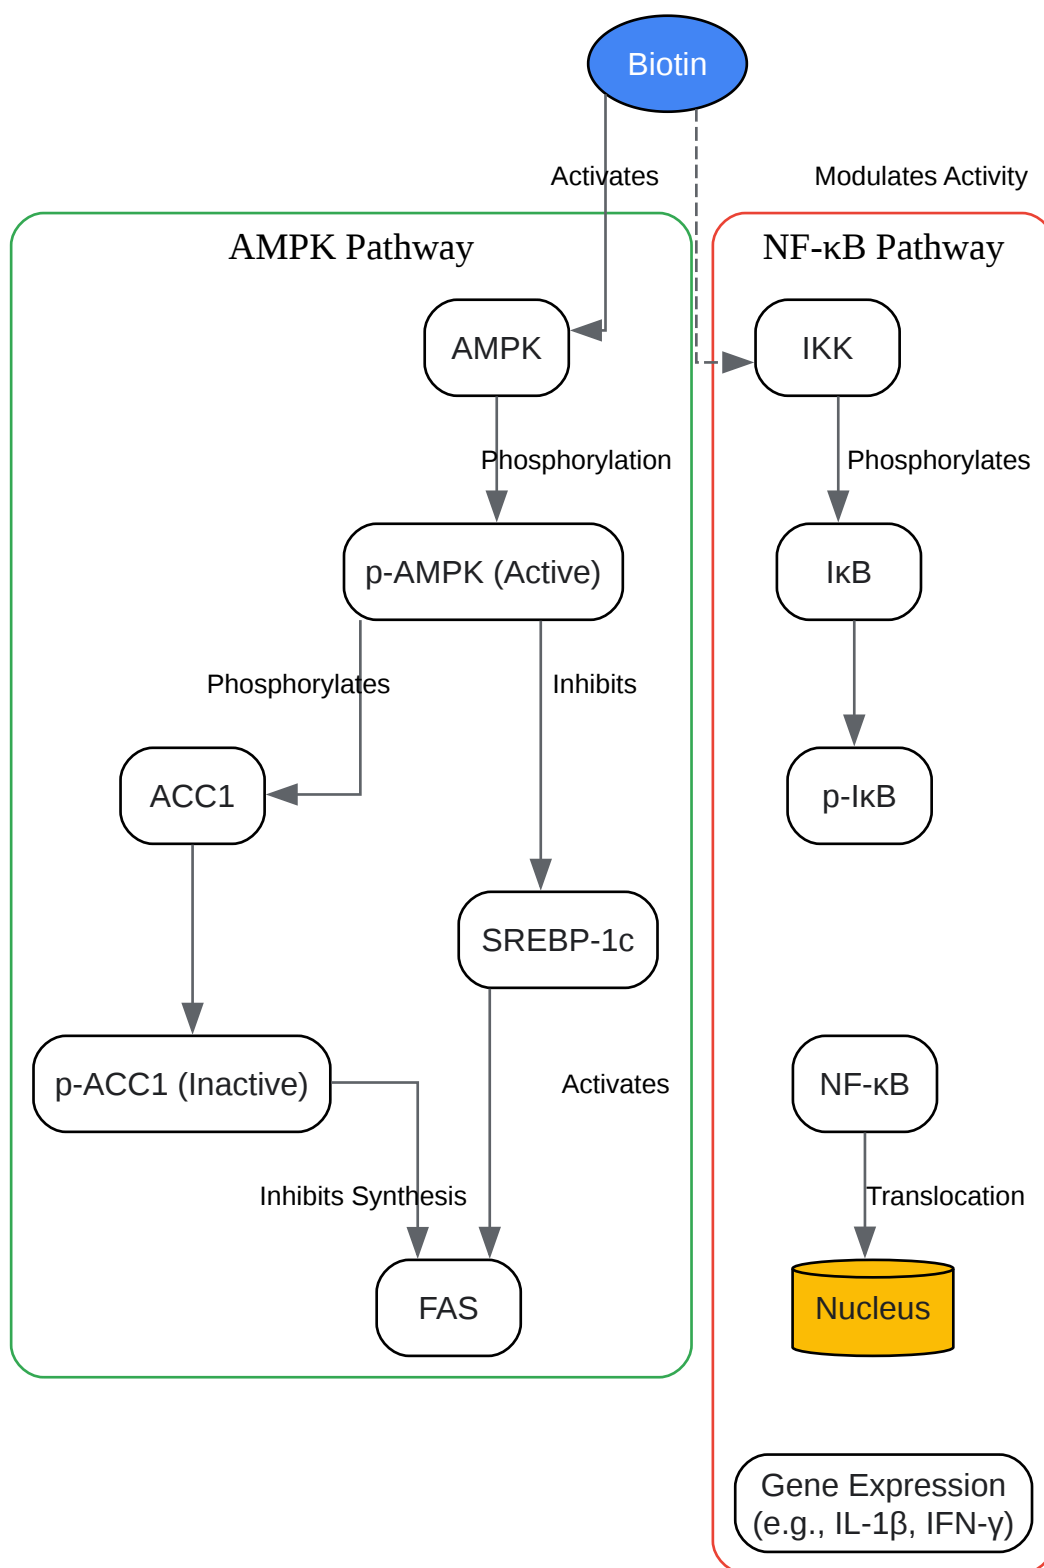 Biotin
Activates
Modulates Activity
AMPK Pathway
NF-κB Pathway
AMPK
IKK
Phosphorylation
Phosphorylates
p-AMPK (Active)
IκB
Phosphorylates
Inhibits
ACC1
p-IκB
SREBP-1c
p-ACC1 (Inactive)
Activates
NF-κB
Inhibits Synthesis
Translocation
FAS
Nucleus
Gene Expression
(e.g., IL-1β, IFN-γ)